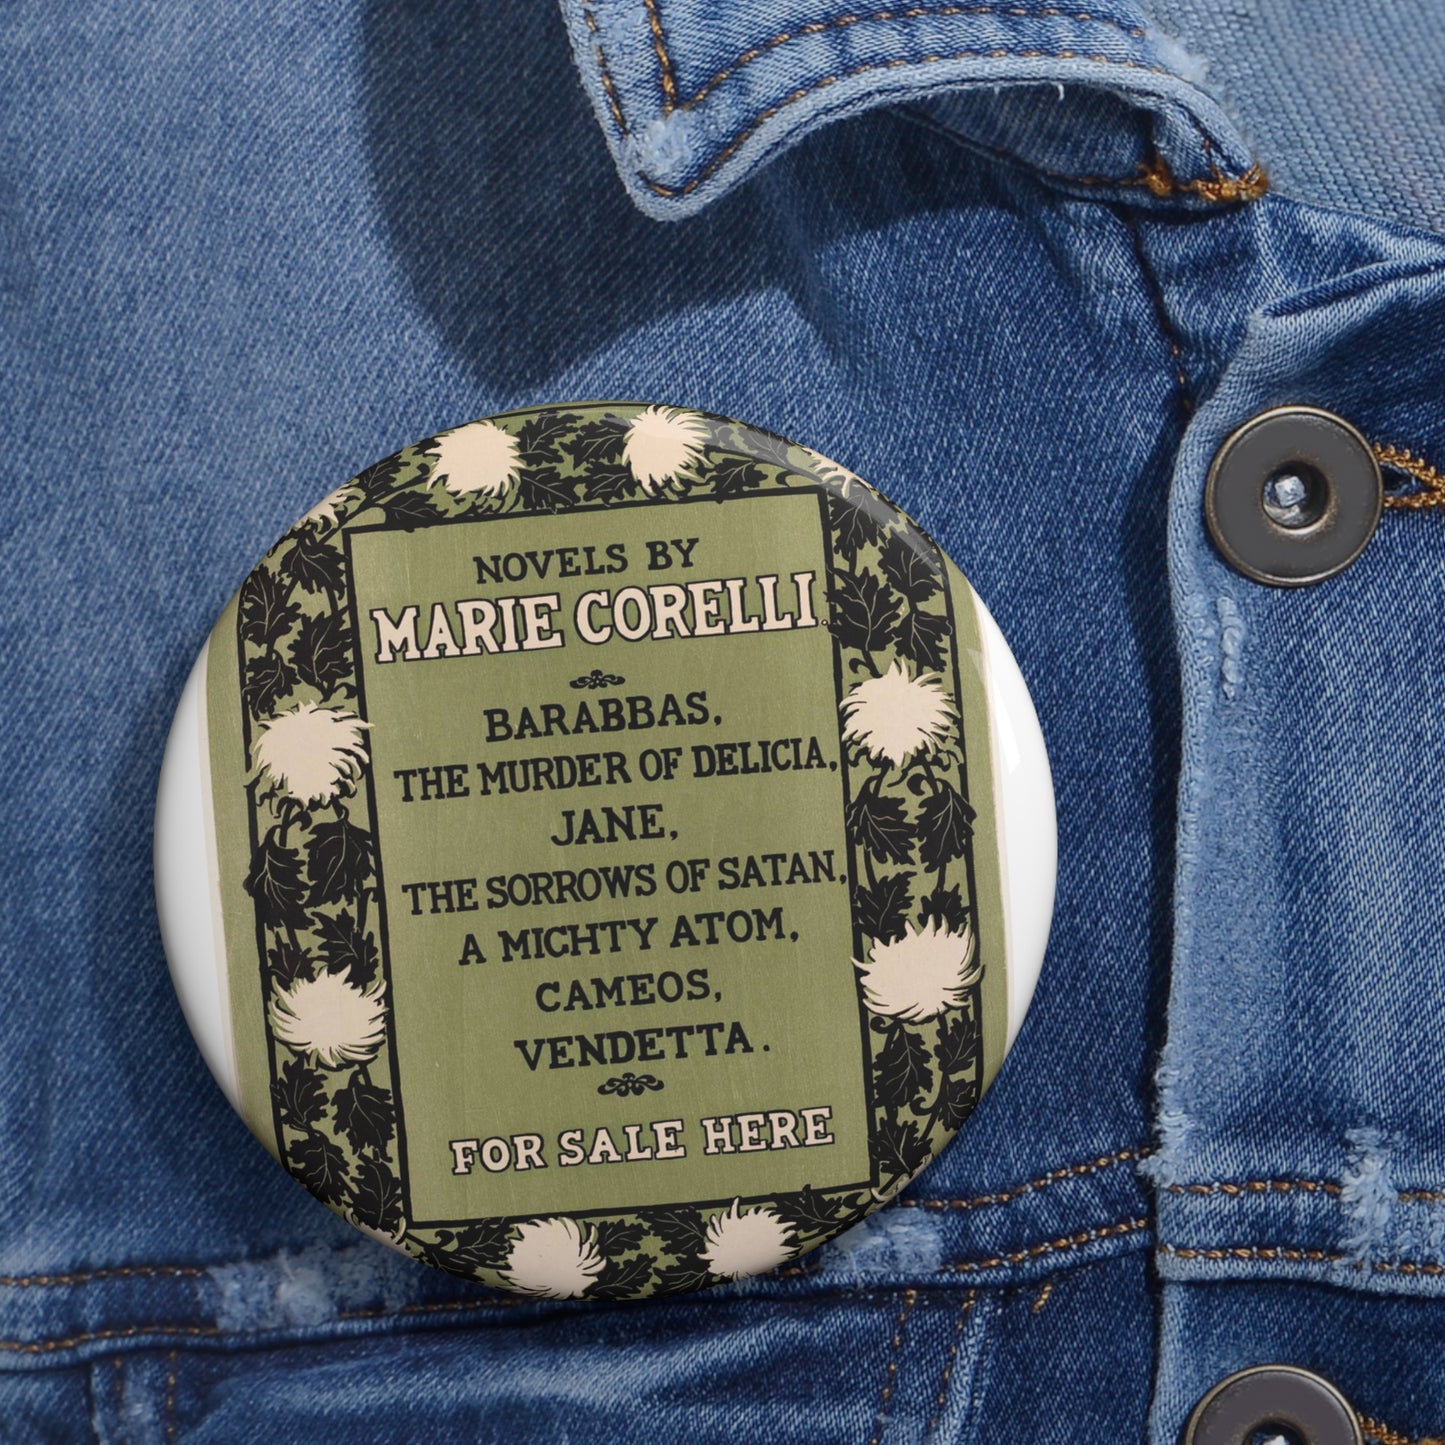 NOVELS BY
MARIE CORELLI.
BARABBAS,
THE MURDER OF DELICIA,
JANE,
THE SORROWS OF SATAN,
A MIGHTY ATOM,
CAMEOS,
VENDETTA.
FOR SALE HERE